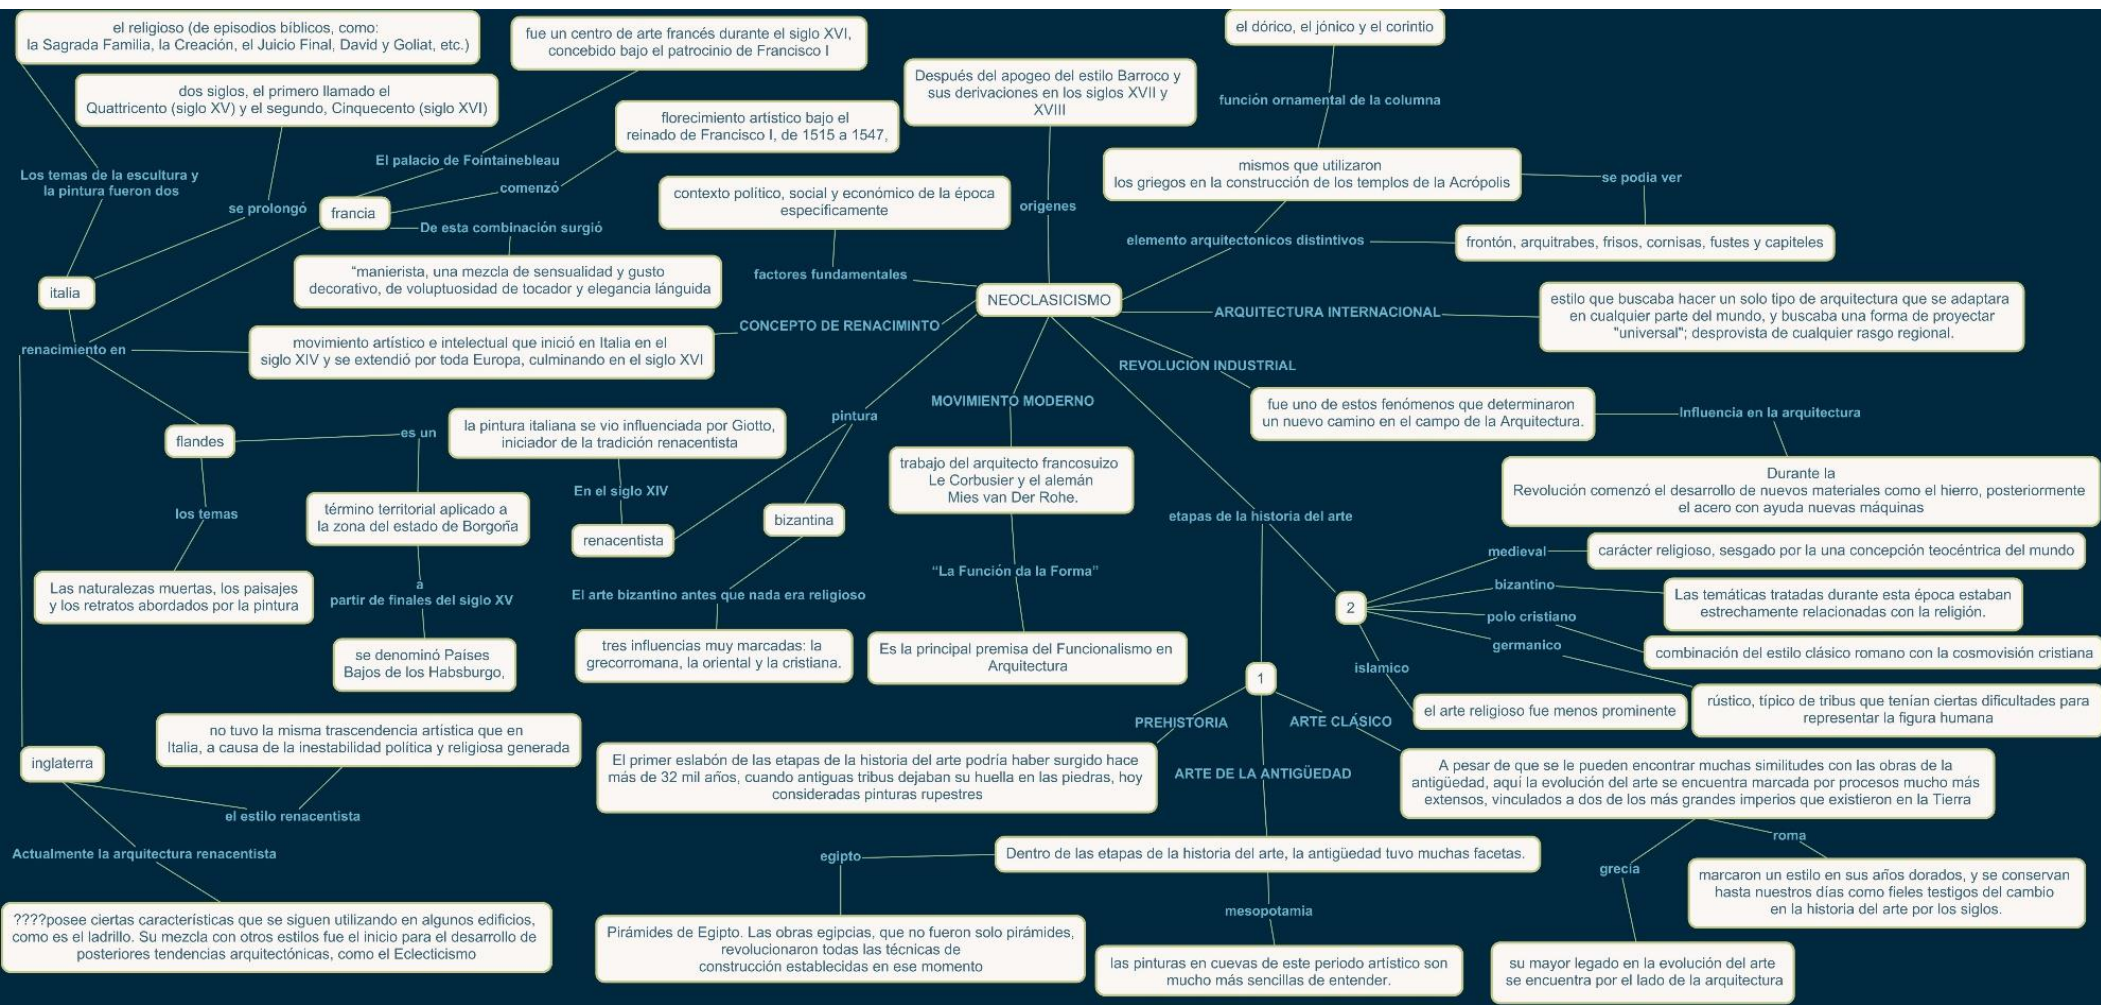 el religioso (de episodios bíblicos, como:
la Sagrada Familia, la Creación, el Juicio Final, David y Goliat, etc.)
fue un centro de arte francés durante el siglo XVI,
concebido bajo el patrocinio de Francisco I
el dórico, el jónico y el corintio
dos siglos, el primero llamado el
Quattricento (siglo XV) y el segundo, Cinquecento (siglo XVI)
Después del apogeo del estilo Barroco y
sus derivaciones en los siglos XVII y
XVIII
función ornamental de la columna
florecimiento artístico bajo el
reinado de Francisco I, de 1515 a 1547,
Los temas de la escultura y
la pintura fueron dos
El palacio de Fointainebleau
comenzó
mismos que utilizaron
los griegos en la construcción de los templos de la Acrópolis
se podia ver
se prolongó
francia
contexto político, social y económico de la época
específicamente
origenes
De esta combinación surgió
elemento arquitectonicos distintivos
frontón, arquitrabes, frisos, cornisas, fustes y capiteles
italia
“manierista, una mezcla de sensualidad y gusto
decorativo, de voluptuosidad de tocador y elegancia lánguida
factores fundamentales
NEOCLASICISMO
ARQUITECTURA INTERNACIONAL
estilo que buscaba hacer un solo tipo de arquitectura que se adaptara
en cualquier parte del mundo, y buscaba una forma de proyectar
"universal"; desprovista de cualquier rasgo regional.
CONCEPTO DE RENACIMINTO
renacimiento en
movimiento artístico e intelectual que inició en Italia en el
siglo XIV y se extendió por toda Europa, culminando en el siglo XVI
REVOLUCION INDUSTRIAL
MOVIMIENTO MODERNO
fue uno de estos fenómenos que determinaron
un nuevo camino en el campo de la Arquitectura.
Influencia en la arquitectura
pintura
flandes
es un
la pintura italiana se vio influenciada por Giotto,
iniciador de la tradición renacentista
trabajo del arquitecto francosuizo
Le Corbusier y el alemán
Mies van Der Rohe.
Durante la
Revolución comenzó el desarrollo de nuevos materiales como el hierro, posteriormente
el acero con ayuda nuevas máquinas
En el siglo XIV
los temas
término territorial aplicado a
la zona del estado de Borgoña
bizantina
renacentista
etapas de la historia del arte
medieval
carácter religioso, sesgado por la una concepción teocéntrica del mundo
“La Función da la Forma”
Las naturalezas muertas, los paisajes
y los retratos abordados por la pintura
a
partir de finales del siglo XV
El arte bizantino antes que nada era religioso
bizantino
Las temáticas tratadas durante esta época estaban
estrechamente relacionadas con la religión.
2
polo cristiano
germanico
combinación del estilo clásico romano con la cosmovisión cristiana
tres influencias muy marcadas: la
grecorromana, la oriental y la cristiana.
Es la principal premisa del Funcionalismo en
Arquitectura
se denominó Países
Bajos de los Habsburgo,
islamico
1
el arte religioso fue menos prominente
rústico, típico de tribus que tenían ciertas dificultades para
representar la figura humana
PREHISTORIA
ARTE CLÁSICO
no tuvo la misma trascendencia artística que en
Italia, a causa de la inestabilidad política y religiosa generada
inglaterra
El primer eslabón de las etapas de la historia del arte podría haber surgido hace
más de 32 mil años, cuando antiguas tribus dejaban su huella en las piedras, hoy
consideradas pinturas rupestres
ARTE DE LA ANTIGÜEDAD
A pesar de que se le pueden encontrar muchas similitudes con las obras de la
antigüedad, aquí la evolución del arte se encuentra marcada por procesos mucho más
extensos, vinculados a dos de los más grandes imperios que existieron en la Tierra
el estilo renacentista
Actualmente la arquitectura renacentista
egipto
Dentro de las etapas de la historia del arte, la antigüedad tuvo muchas facetas.
grecia
roma
marcaron un estilo en sus años dorados, y se conservan
hasta nuestros días como fieles testigos del cambio
en la historia del arte por los siglos.
mesopotamia
????posee ciertas características que se siguen utilizando en algunos edificios,
como es el ladrillo. Su mezcla con otros estilos fue el inicio para el desarrollo de
posteriores tendencias arquitectónicas, como el Eclecticismo
Pirámides de Egipto. Las obras egipcias, que no fueron solo pirámides,
revolucionaron todas las técnicas de
construcción establecidas en ese momento
las pinturas en cuevas de este periodo artístico son
mucho más sencillas de entender.
su mayor legado en la evolución del arte
se encuentra por el lado de la arquitectura